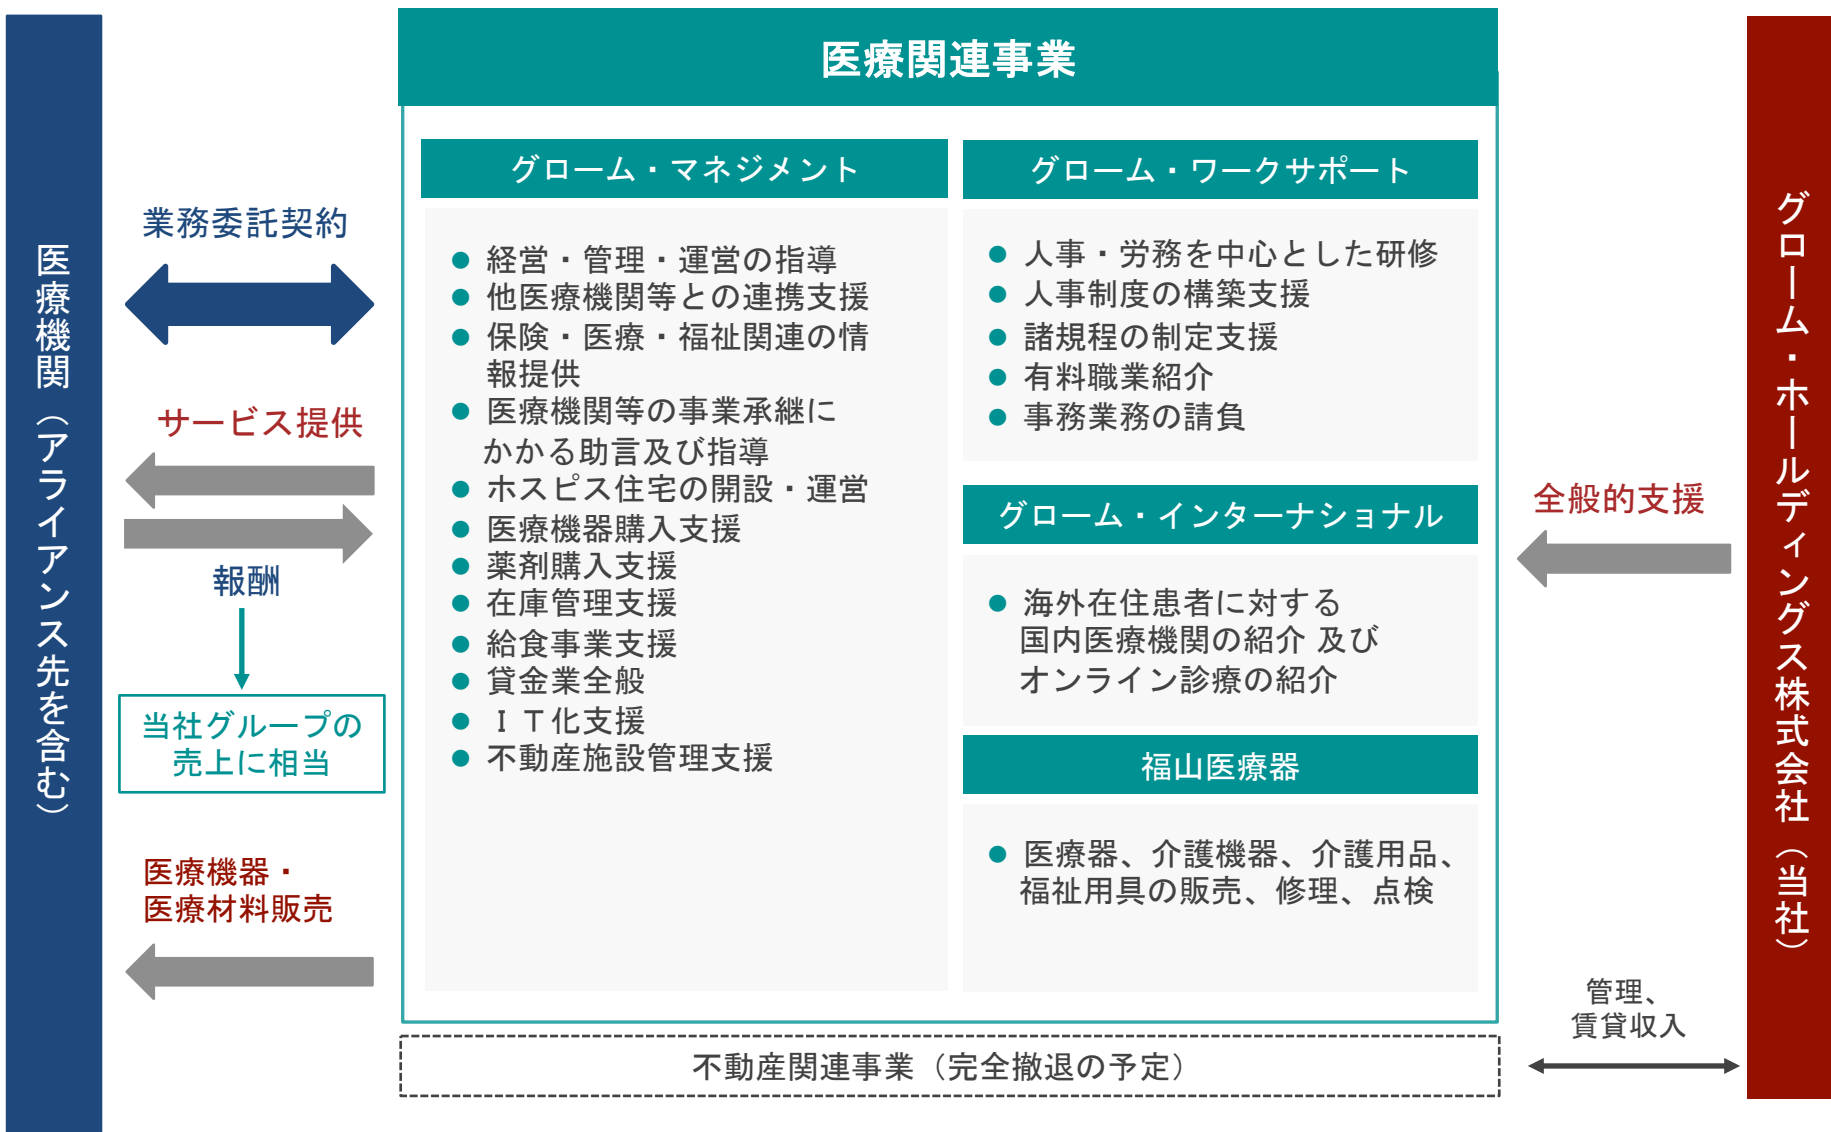 医療機関（アライアンス先を含む）
業務委託契約
サービス提供
報酬
当社グループの
売上に相当
医療機器・
医療材料販売
医療関連事業
グローム・マネジメント
経営・管理・運営の指導
他医療機関等との連携支援
保険・医療・福祉関連の情
報提供
医療機関等の事業承継に
かかる助言及び指導
ホスピス住宅の開設・運営
医療機器購入支援
薬剤購入支援
在庫管理支援
給食事業支援
貸金業全般
ＩＴ化支援
不動産施設管理支援
グローム・ワークサポート
人事・労務を中心とした研修
人事制度の構築支援
諸規程の制定支援
有料職業紹介
事務業務の請負
グローム・インターナショナル
海外在住患者に対する
国内医療機関の紹介 及び
オンライン診療の紹介
福山医療器
医療器、介護機器、介護用品、
福祉用具の販売、修理、点検
不動産関連事業（完全撤退の予定）
全般的支援
管理、
賃貸収入
グローム・ホールディングス株式会社（当社）